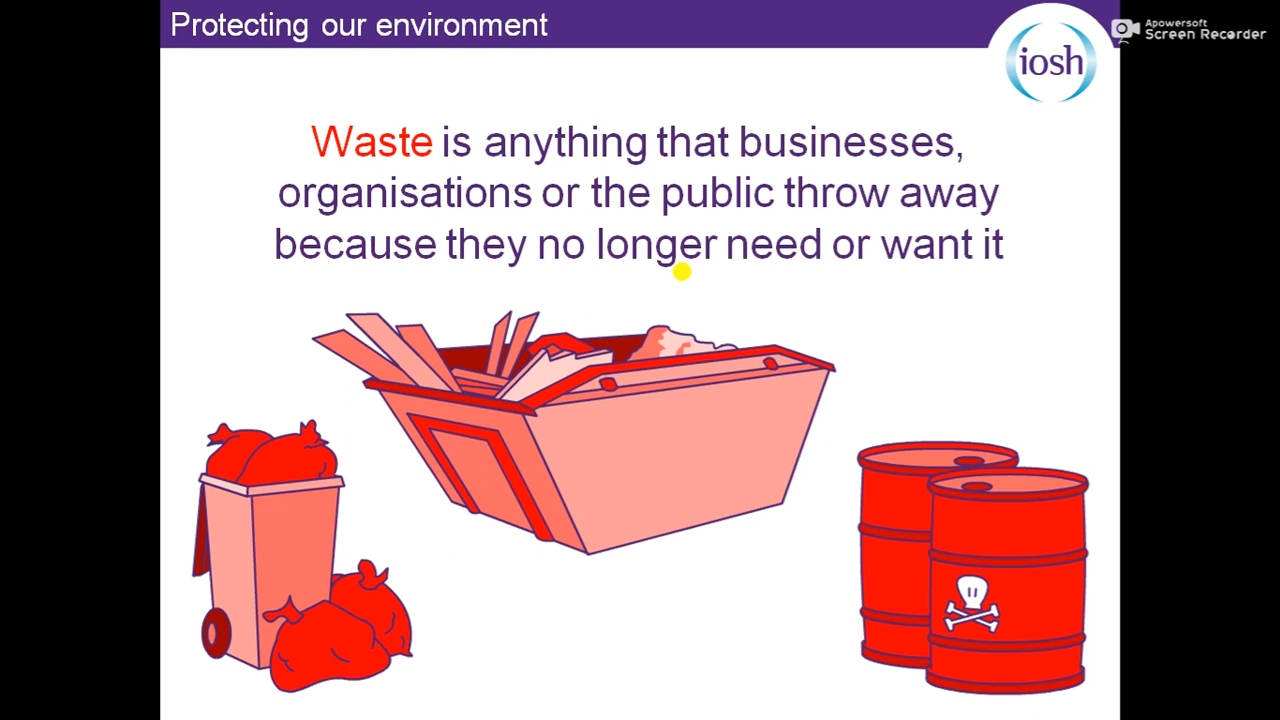 Protecting our environment
iosh
Apowersoft
Screen Recorder
Waste is anything that businesses,
organisations or the public throw away
because they no longer need or want it